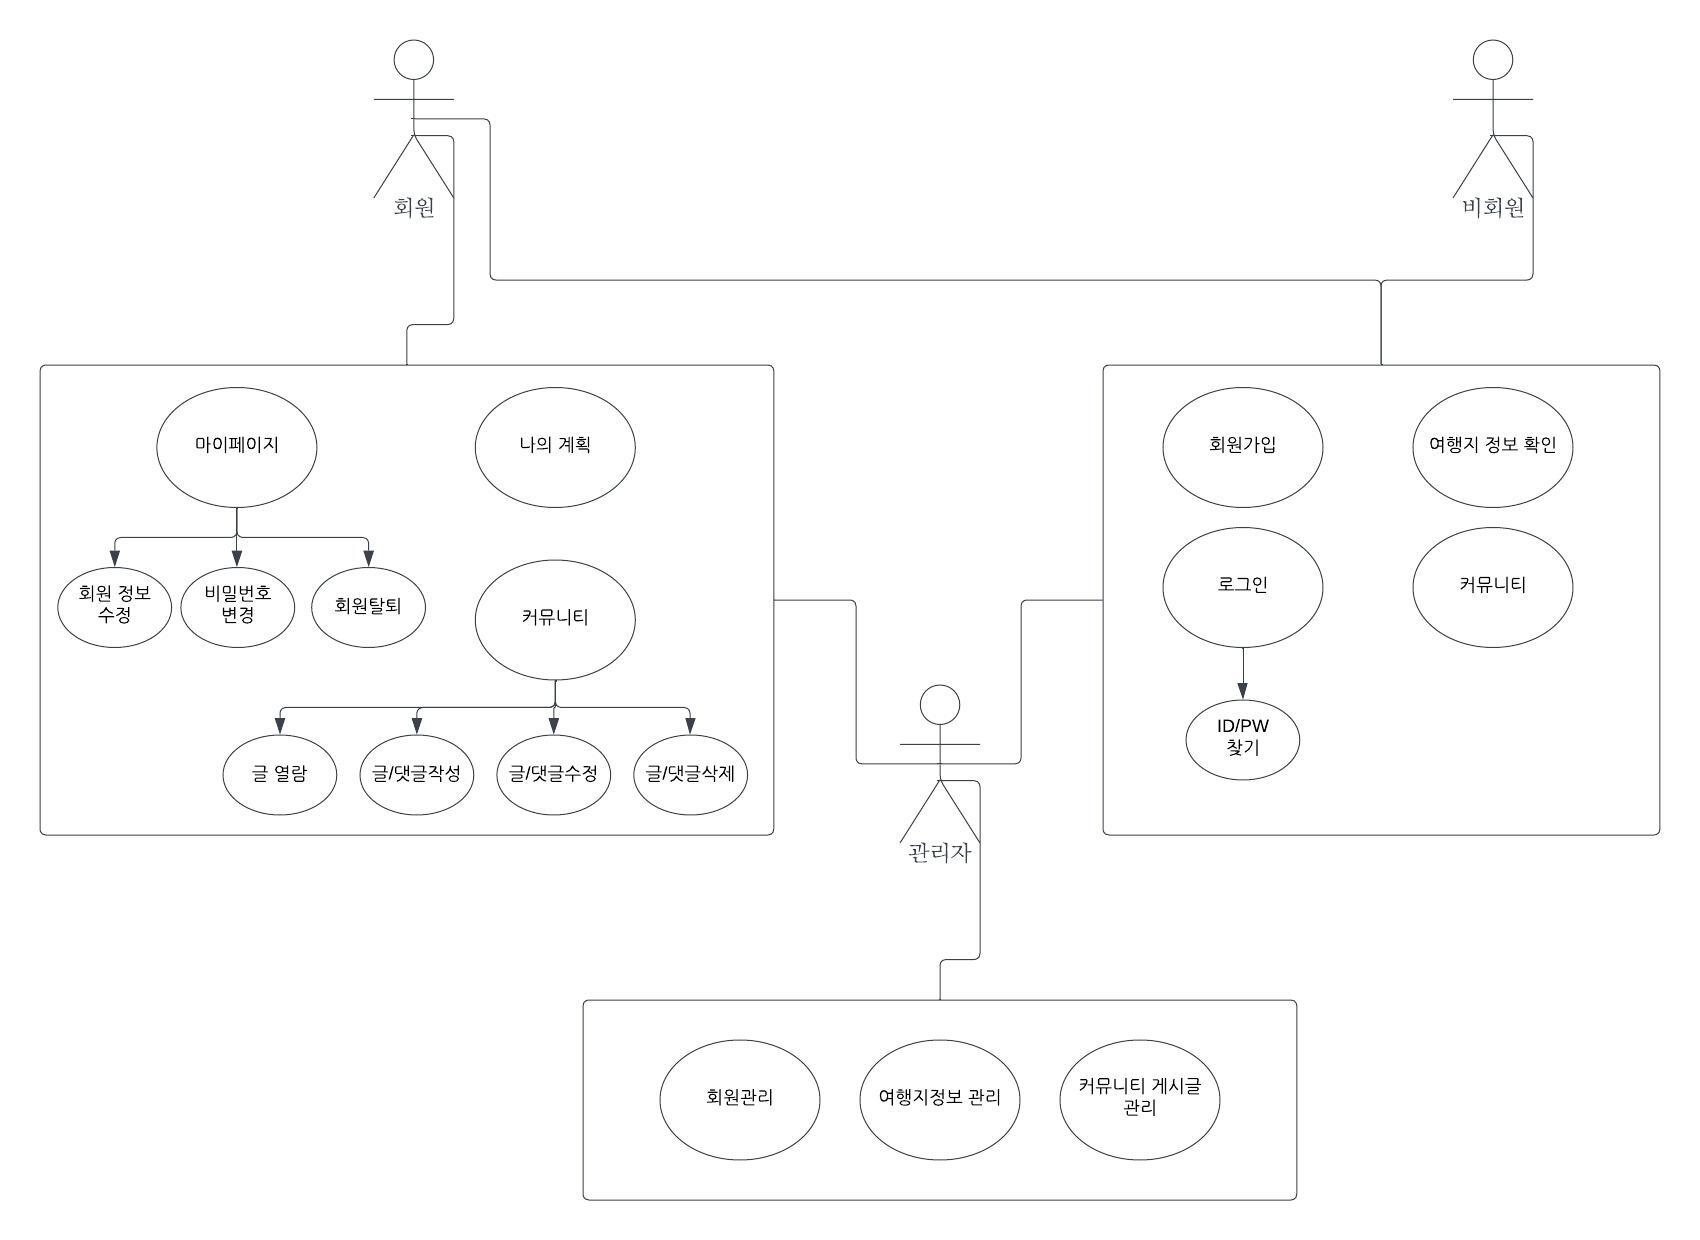 회원
비회원
마이페이지
나의 계획
회원 정보
수정
비밀번호
변경
회원탈퇴
커뮤니티
글 열람
글/댓글작성
글/댓글수정
글/댓글삭제
회원가입
여행지 정보 확인
로그인
커뮤니티
ID/PW
찾기
관리자
회원관리
여행지정보 관리
커뮤니티 게시글
관리